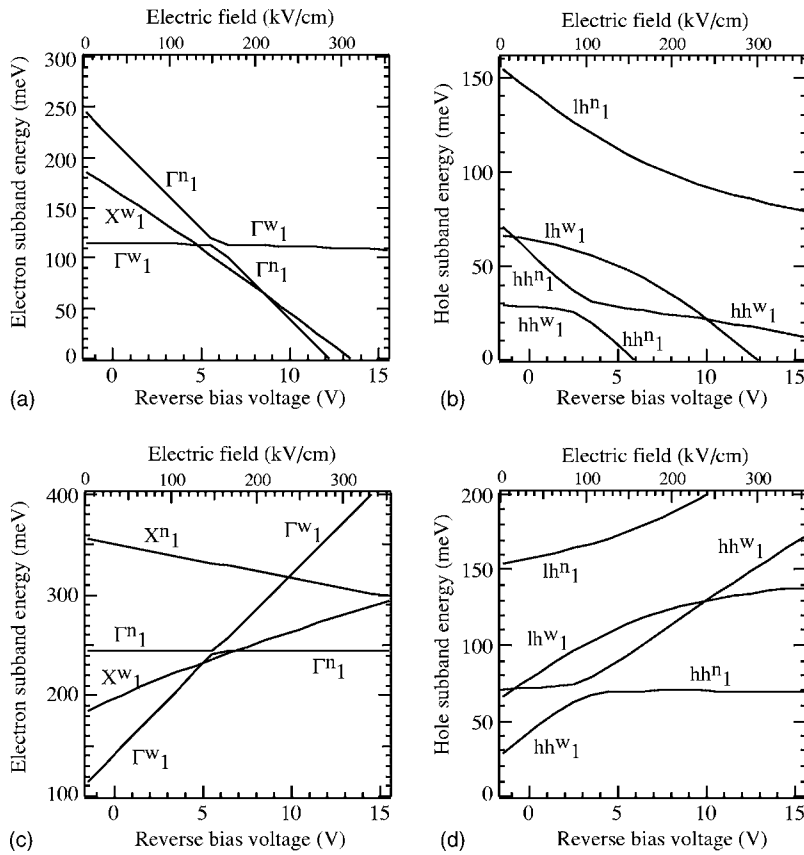 Electric field (kV/cm)
0 100 200 300
300
250
200
150
100
50
0
Electron subband energy (meV)
Γⁿ₁
Xʷ₁
Γʷ₁
Γʷ₁
Γⁿ₁
0 5 10 15
(a) Reverse bias voltage (V)
Electric field (kV/cm)
0 100 200 300
150
100
50
0
Hole subband energy (meV)
lhⁿ₁
lhʷ₁
hhⁿ₁
hhʷ₁
hhʷ₁
hhⁿ₁
0 5 10 15
(b) Reverse bias voltage (V)
Electric field (kV/cm)
0 100 200 300
400
300
200
100
Electron subband energy (meV)
Γʷ₁
Xⁿ₁
Γⁿ₁
Xʷ₁
Γⁿ₁
Γʷ₁
0 5 10 15
(c) Reverse bias voltage (V)
Electric field (kV/cm)
0 100 200 300
200
150
100
50
0
Hole subband energy (meV)
hhʷ₁
lhⁿ₁
lhʷ₁
hhⁿ₁
hhʷ₁
0 5 10 15
(d) Reverse bias voltage (V)